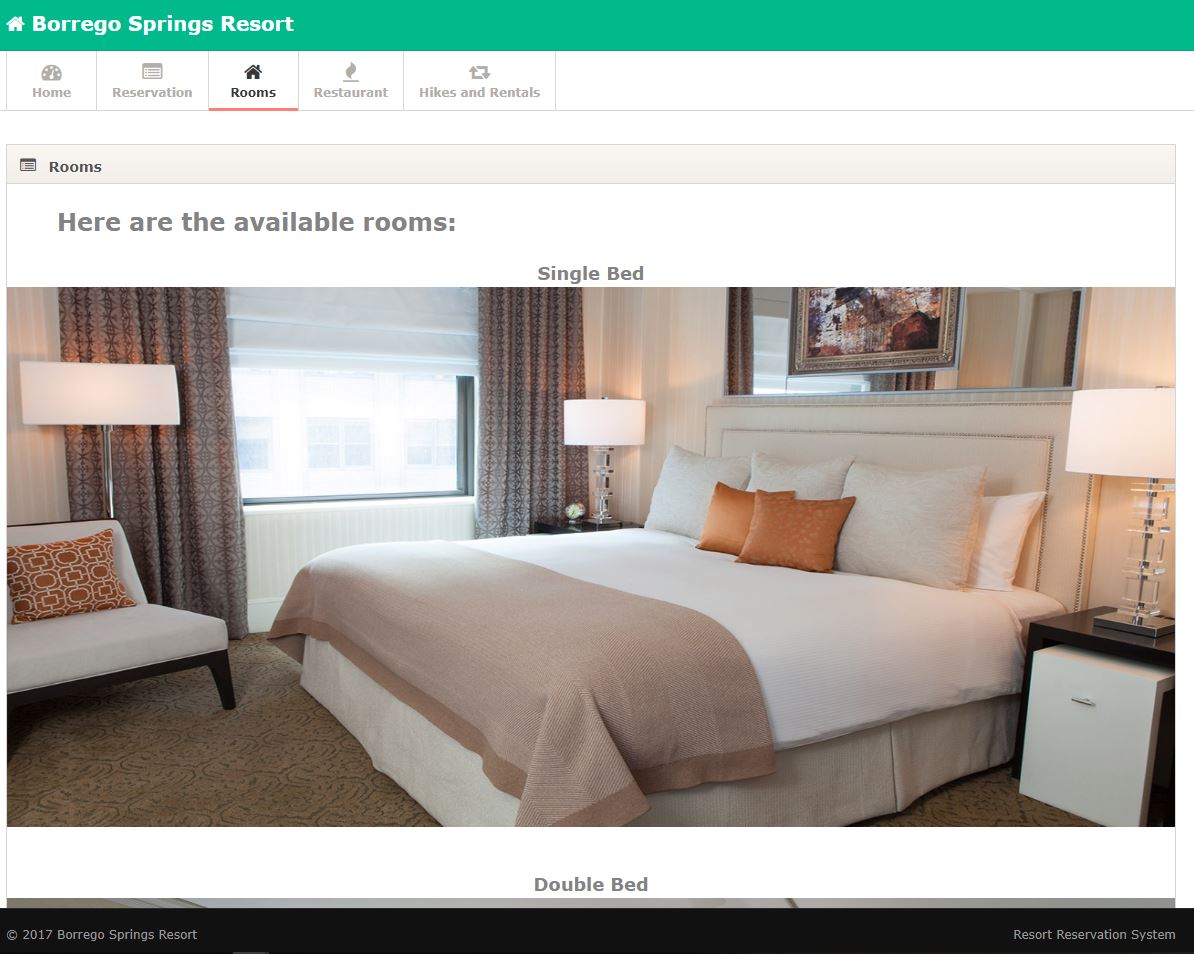 Borrego Springs Resort
Home
Reservation
Rooms
Restaurant
Hikes and Rentals
Rooms
Here are the available rooms:
Single Bed
Double Bed
© 2017 Borrego Springs Resort
Resort Reservation System